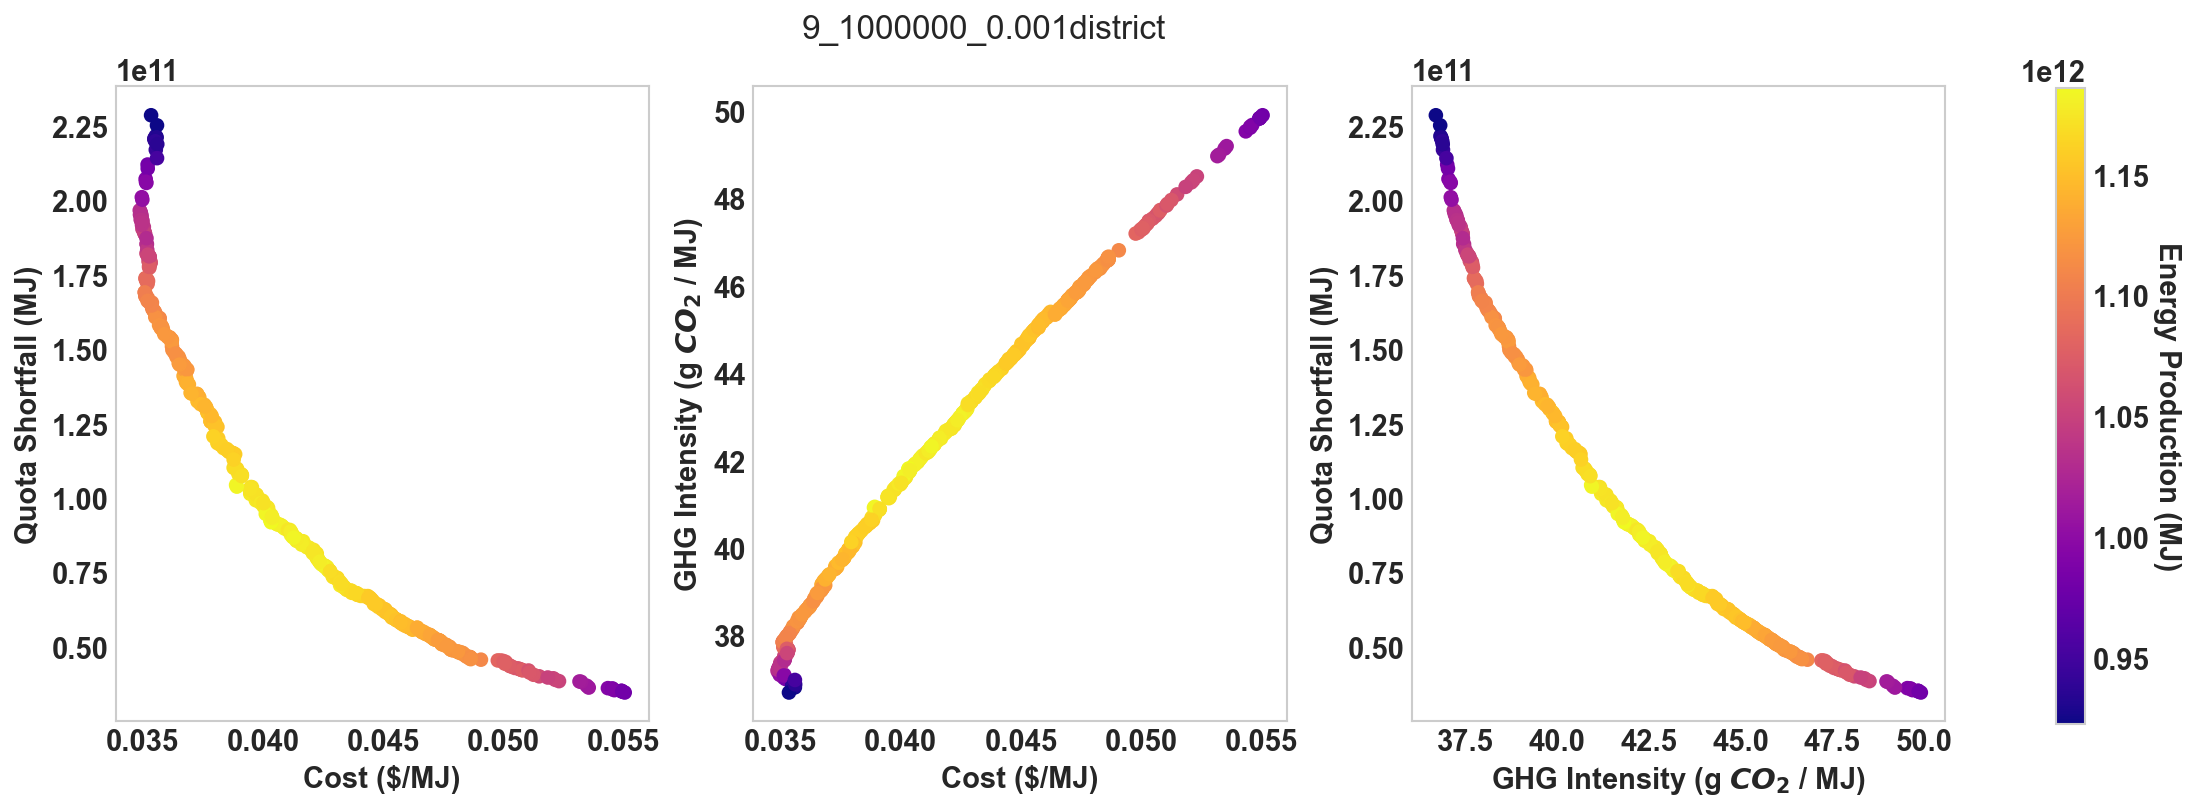 9_1000000_0.001district
1e11
2.25
2.00
1.75
1.50
1.25
1.00
0.75
0.50
Quota Shortfall (MJ)
0.035 0.040 0.045 0.050 0.055
Cost ($/MJ)
50
48
46
44
42
40
38
GHG Intensity (g CO₂ / MJ)
0.035 0.040 0.045 0.050 0.055
Cost ($/MJ)
1e11
2.25
2.00
1.75
1.50
1.25
1.00
0.75
0.50
Quota Shortfall (MJ)
37.5 40.0 42.5 45.0 47.5 50.0
GHG Intensity (g CO₂ / MJ)
1e12
1.15
1.10
1.05
1.00
0.95
Energy Production (MJ)